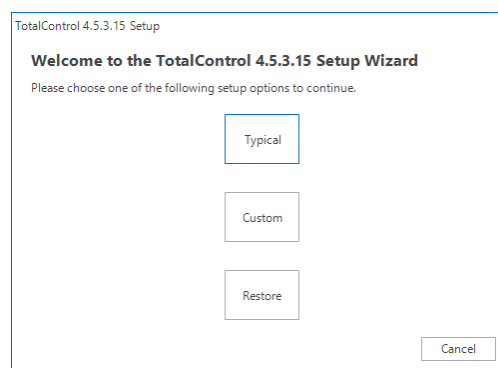 TotalControl 4.5.3.15 Setup
Welcome to the TotalControl 4.5.3.15 Setup Wizard
Please choose one of the following setup options to continue.
Typical
Custom
Restore
Cancel